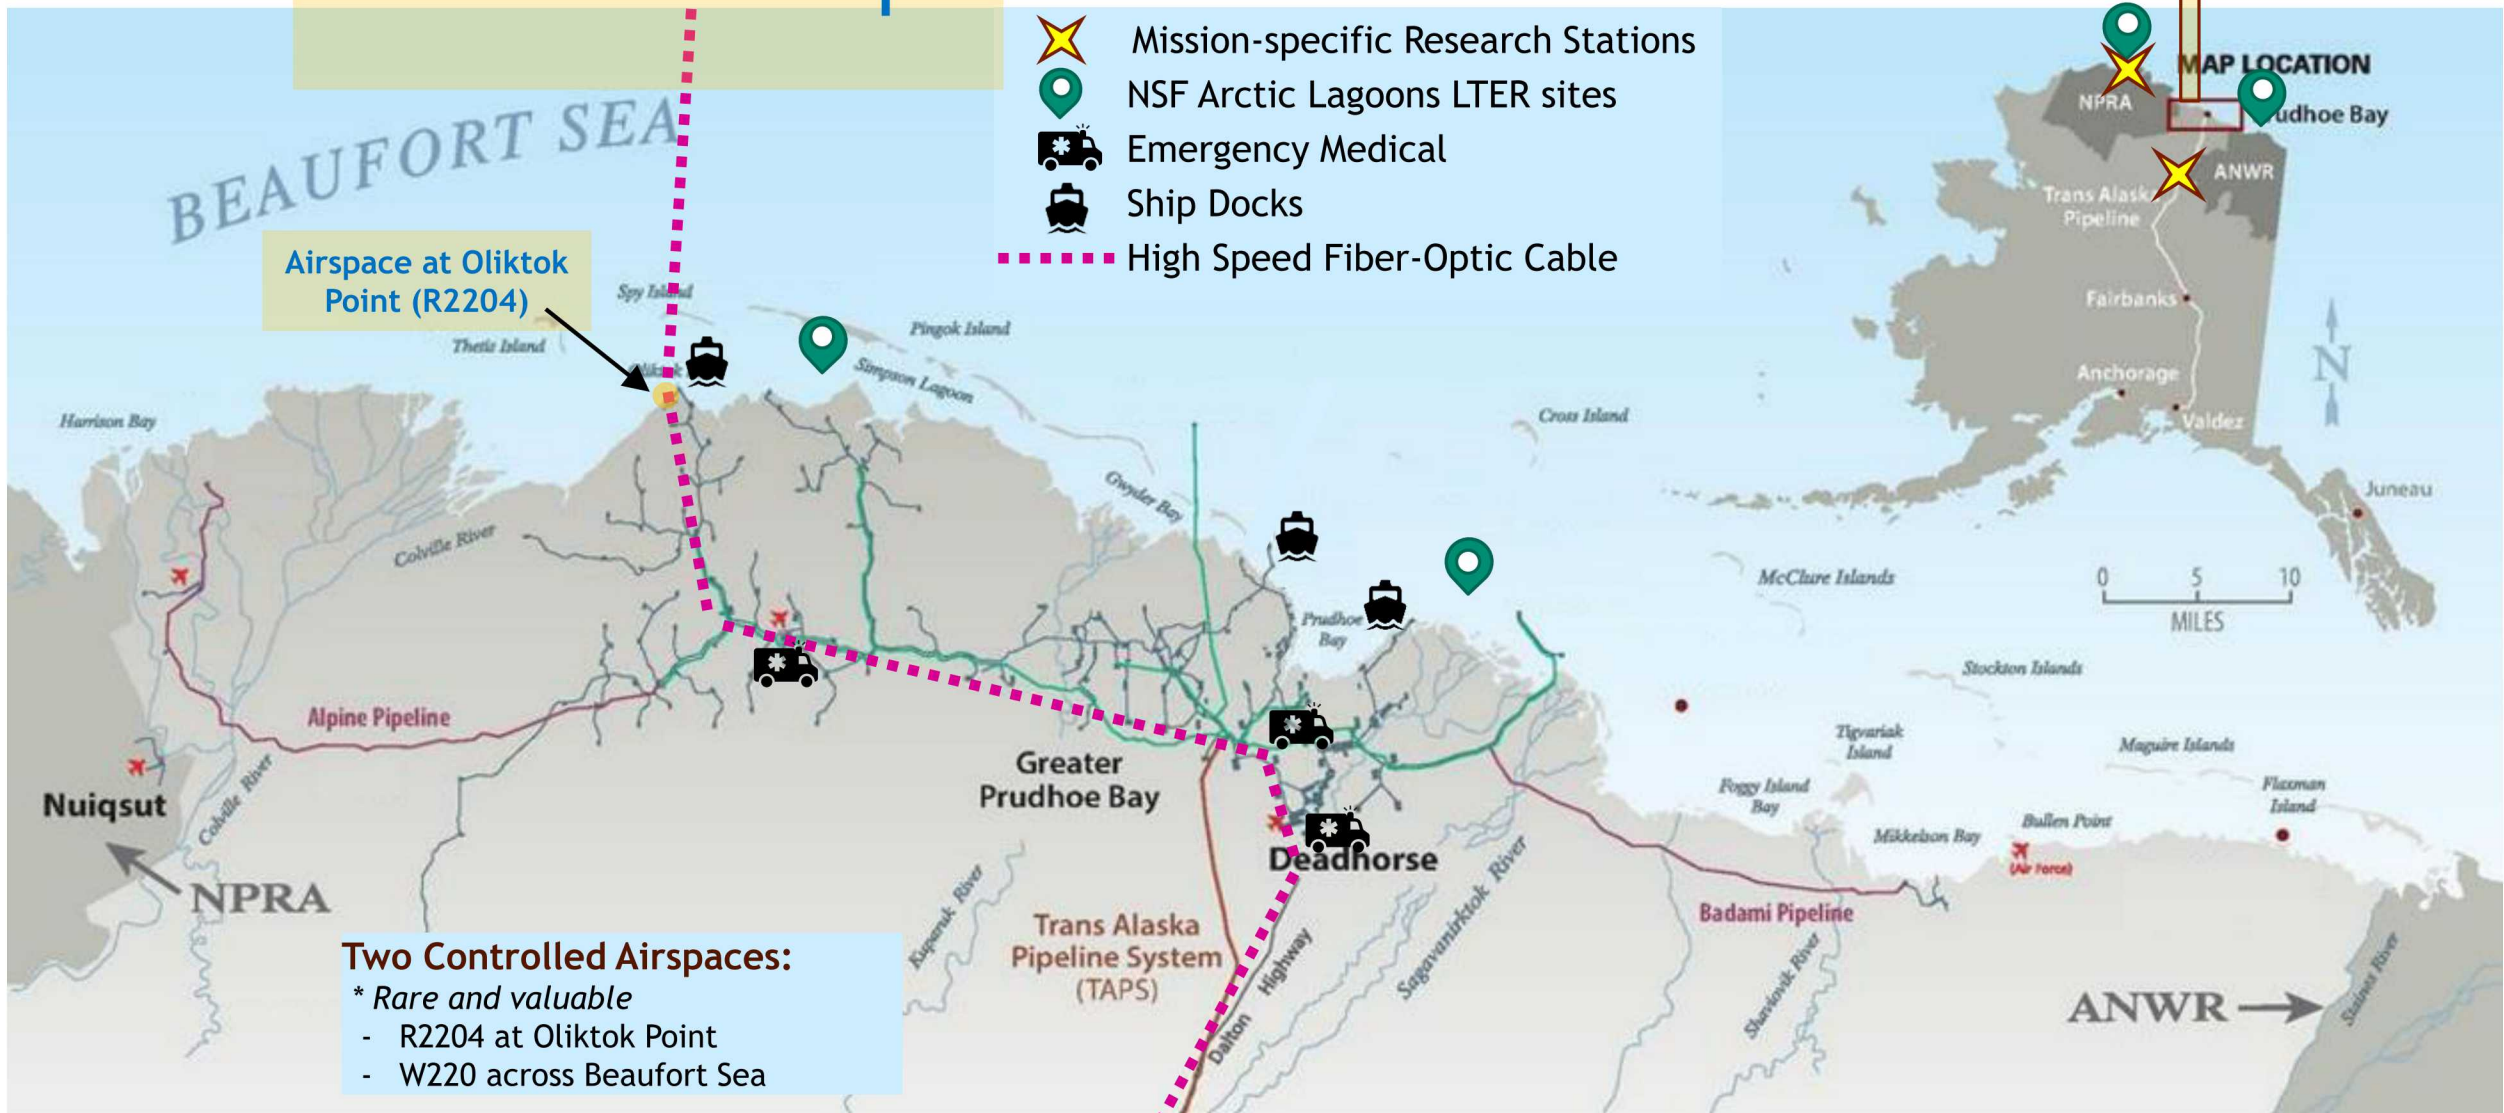 Mission-specific Research Stations
NSF Arctic Lagoons LTER sites
Emergency Medical
Ship Docks
High Speed Fiber-Optic Cable
MAP LOCATION
NPRA
udhoe Bay
ANWR
Trans Alask
Pipeline
Fairbanks
Anchorage
Valdez
Juneau
N
0 5 10
MILES
BEAUFORT SEA
Airspace at Oliktok
Point (R2204)
Spy Island
Thetis Island
Pingok Island
Simpson Lagoon
Harrison Bay
Cross Island
Gwyder Bay
Colville River
McClure Islands
Prudhoe
Bay
Stockton Islands
Alpine Pipeline
Tigvariak
Island
Maguire Islands
Greater
Prudhoe Bay
Foggy Island
Bay
Flaxman
Island
Nuiqsut
Colville River
Mikkelson Bay
Bullen Point
(Air Force)
Deadhorse
NPRA
Kuparuk River
Trans Alaska
Pipeline System
(TAPS)
Dalton Highway
Sagavanirktok River
Badami Pipeline
Shaviovik River
ANWR
Staines River
Two Controlled Airspaces:
* Rare and valuable
- R2204 at Oliktok Point
- W220 across Beaufort Sea